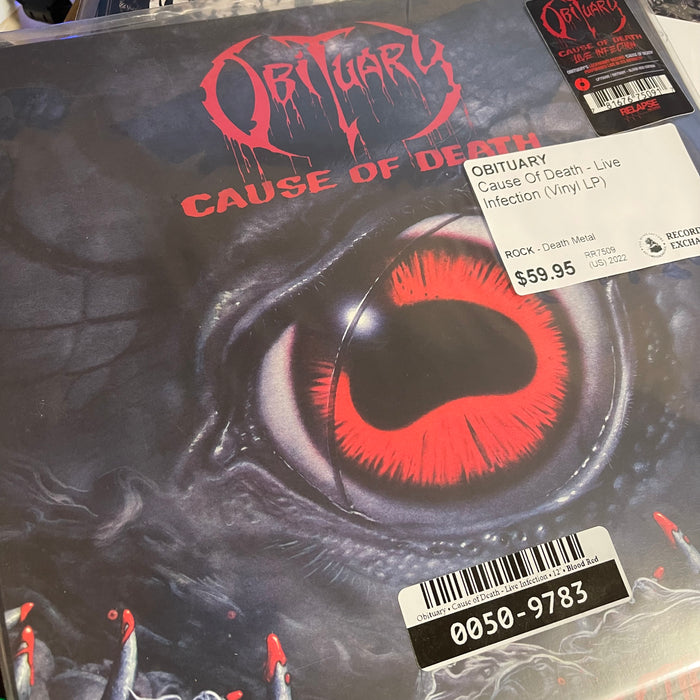 OBITUARY
CAUSE OF DEATH
OBITUARY
CAUSE OF DEATH
LIVE INFECTION
RELAPSE
OBITUARY
Cause Of Death - Live
Infection (Vinyl LP)
ROCK - Death Metal
RR7509
$59.95
(US) 2022
RECORD
EXCH
Obituary • Cause of Death - Live Infection • 12" • Blood Red
0050-9783